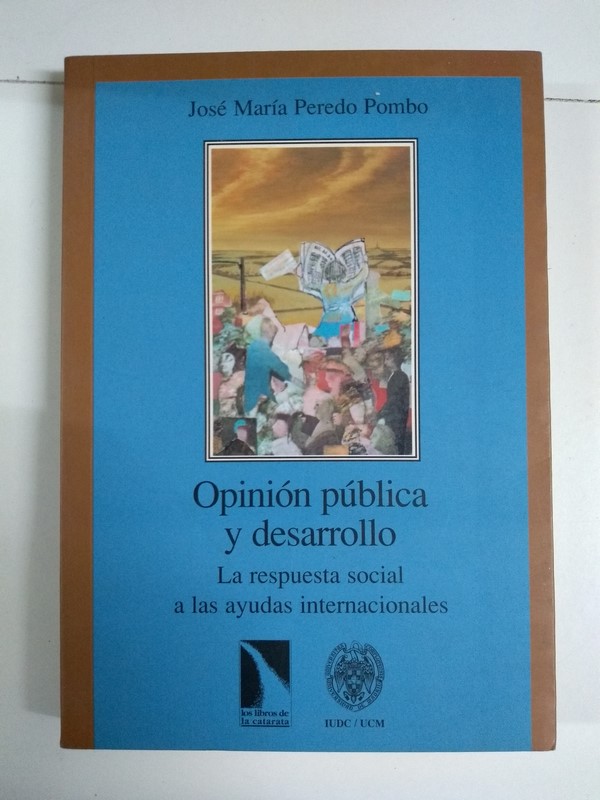 José María Peredo Pombo
Opinión pública
y desarrollo
La respuesta social
a las ayudas internacionales
los libros de
la catarata
IUDC / UCM